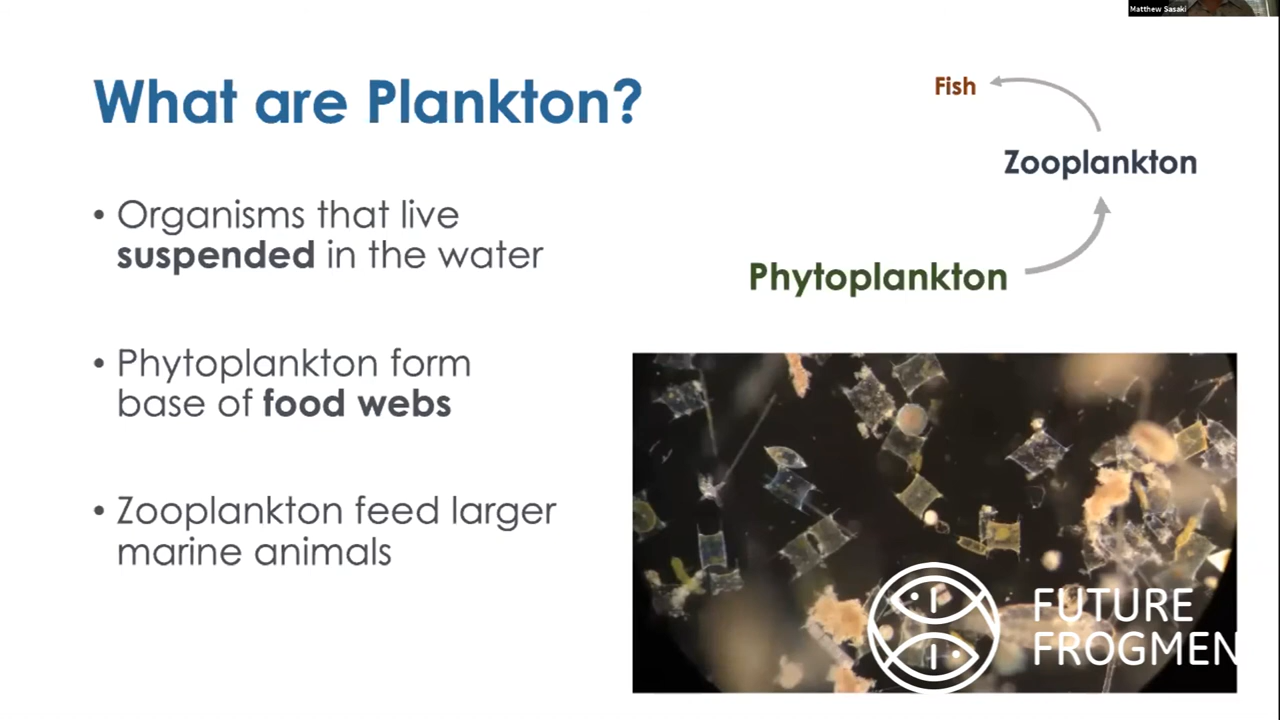 Matthew Sasaki
What are Plankton?
Fish
Zooplankton
Phytoplankton
• Organisms that live
suspended in the water
• Phytoplankton form
base of food webs
• Zooplankton feed larger
marine animals
FUTURE
FROGMEN